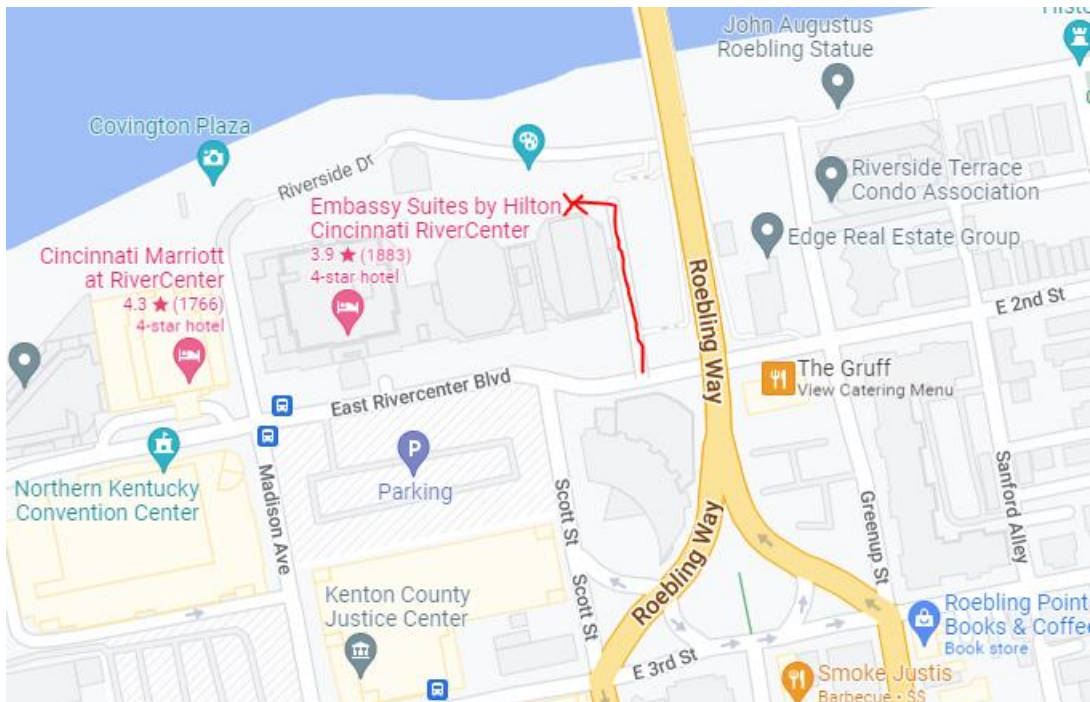 John Augustus
Roebling Statue
Covington Plaza
Riverside Dr
Riverside Terrace
Condo Association
Embassy Suites by Hilton
Cincinnati RiverCenter
3.9 ★ (1883)
4-star hotel
Edge Real Estate Group
Cincinnati Marriott
at RiverCenter
4.3 ★ (1766)
4-star hotel
Roebling Way
E 2nd St
The Gruff
View Catering Menu
East Rivercenter Blvd
P
Parking
Northern Kentucky
Convention Center
Madison Ave
Scott St
Scott St
Roebling Way
Greenup St
Sanford Alley
Kenton County
Justice Center
E 3rd St
Roebling Point
Books & Coffee
Book store
Smoke Justis
Barbecue • $$